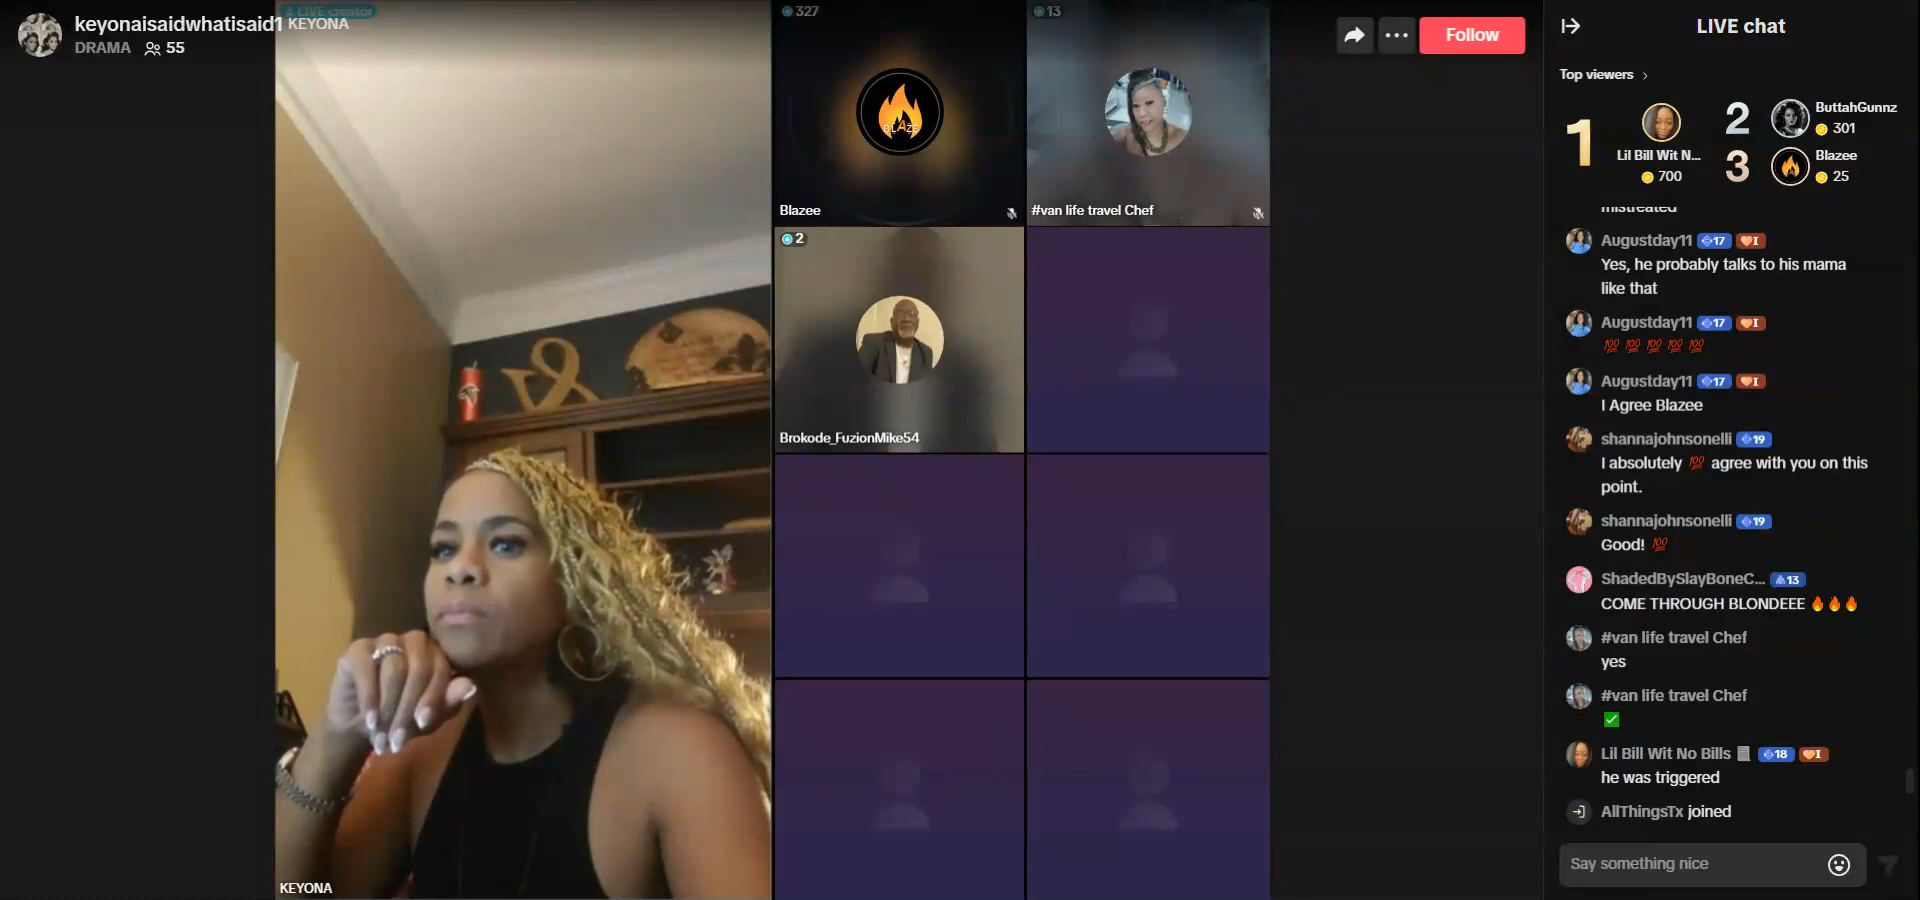 keyonaisaidwhatisaid1
DRAMA 55
LIVE creator
KEYONA
327
13
Follow
BLAZE
Blazee
#van life travel Chef
2
Brokode_FuzionMike54
KEYONA
LIVE chat
Top viewers
1
Lil Bill Wit N...
700
2
ButtahGunnz
301
3
Blazee
25
mistreated
Augustday11 17 I
Yes, he probably talks to his mama
like that
Augustday11 17 I
💯 💯 💯 💯 💯
Augustday11 17 I
I Agree Blazee
shannajohnsonelli 19
I absolutely 💯 agree with you on this
point.
shannajohnsonelli 19
Good! 💯
ShadedBySlayBoneC... 13
COME THROUGH BLONDEEE 🔥🔥🔥
#van life travel Chef
yes
#van life travel Chef
✅
Lil Bill Wit No Bills 18 I
he was triggered
AllThingsTx joined
Say something nice